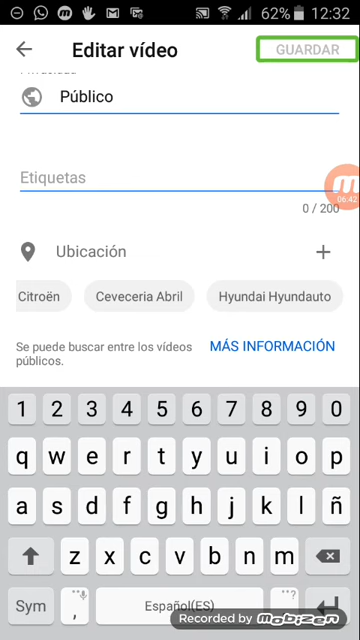 62% 12:32
Editar vídeo
GUARDAR
Privacidad
Público
Etiquetas
06:42
0 / 200
Ubicación
Citroën
Ceveceria Abril
Hyundai Hyundauto
Se puede buscar entre los vídeos
públicos.
MÁS INFORMACIÓN
1 2 3 4 5 6 7 8 9 0
q w e r t y u i o p
a s d f g h j k l ñ
z x c v b n m
Sym , Español(ES)
Recorded by Mobizen